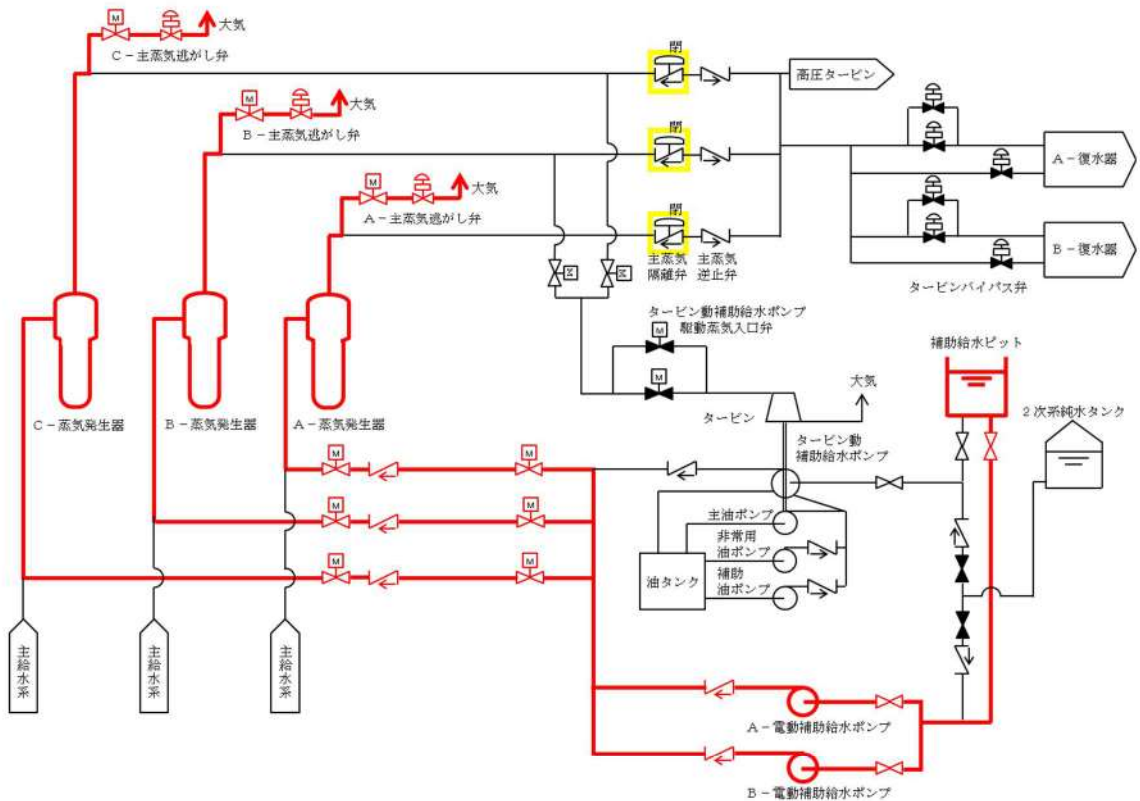 M
大気
C－主蒸気逃がし弁
閉
高圧タービン
M
大気
B－主蒸気逃がし弁
閉
A－復水器
M
大気
A－主蒸気逃がし弁
閉
主蒸気
隔離弁
主蒸気
逆止弁
B－復水器
タービンバイパス弁
M
M
タービン動補助給水ポンプ
駆動蒸気入口弁
M
M
補助給水ピット
大気
タービン
2次系純水タンク
C－蒸気発生器
B－蒸気発生器
A－蒸気発生器
タービン動
補助給水ポンプ
M
M
M
M
M
M
主油ポンプ
非常用
油ポンプ
補助
油ポンプ
油タンク
主給水系
主給水系
主給水系
A－電動補助給水ポンプ
B－電動補助給水ポンプ